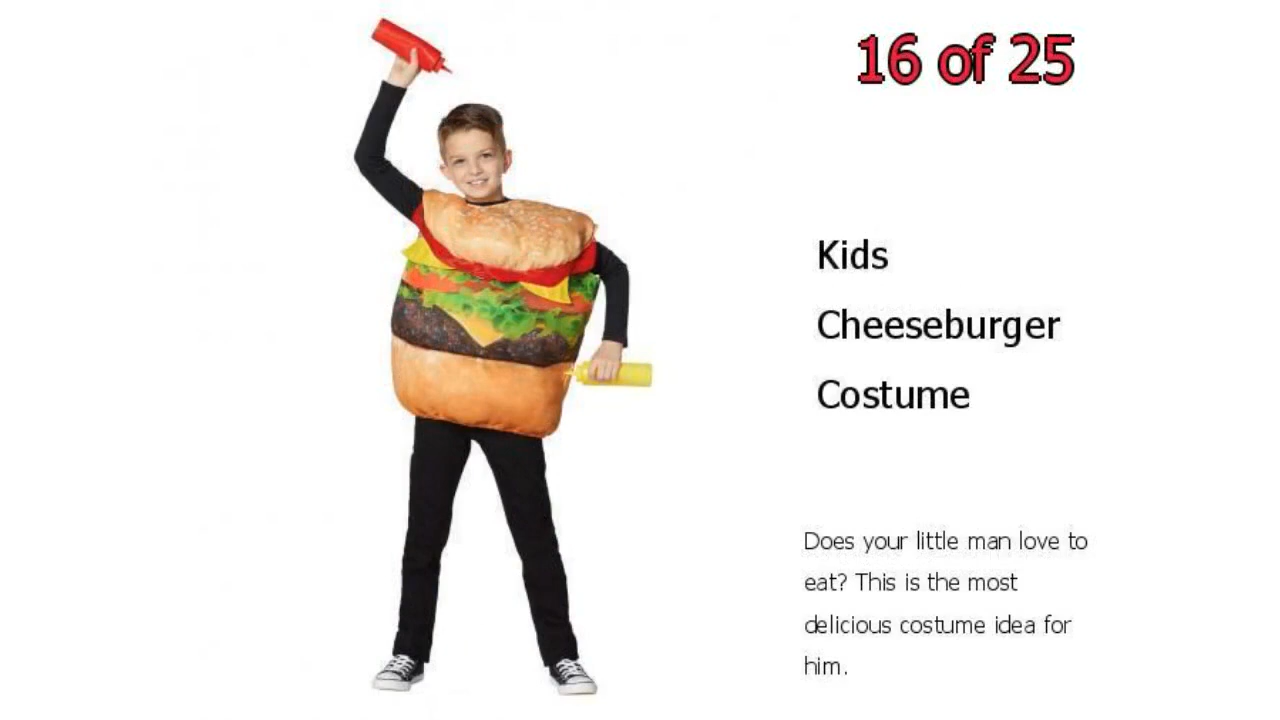 16 of 25
Kids
Cheeseburger
Costume
Does your little man love to
eat? This is the most
delicious costume idea for
him.